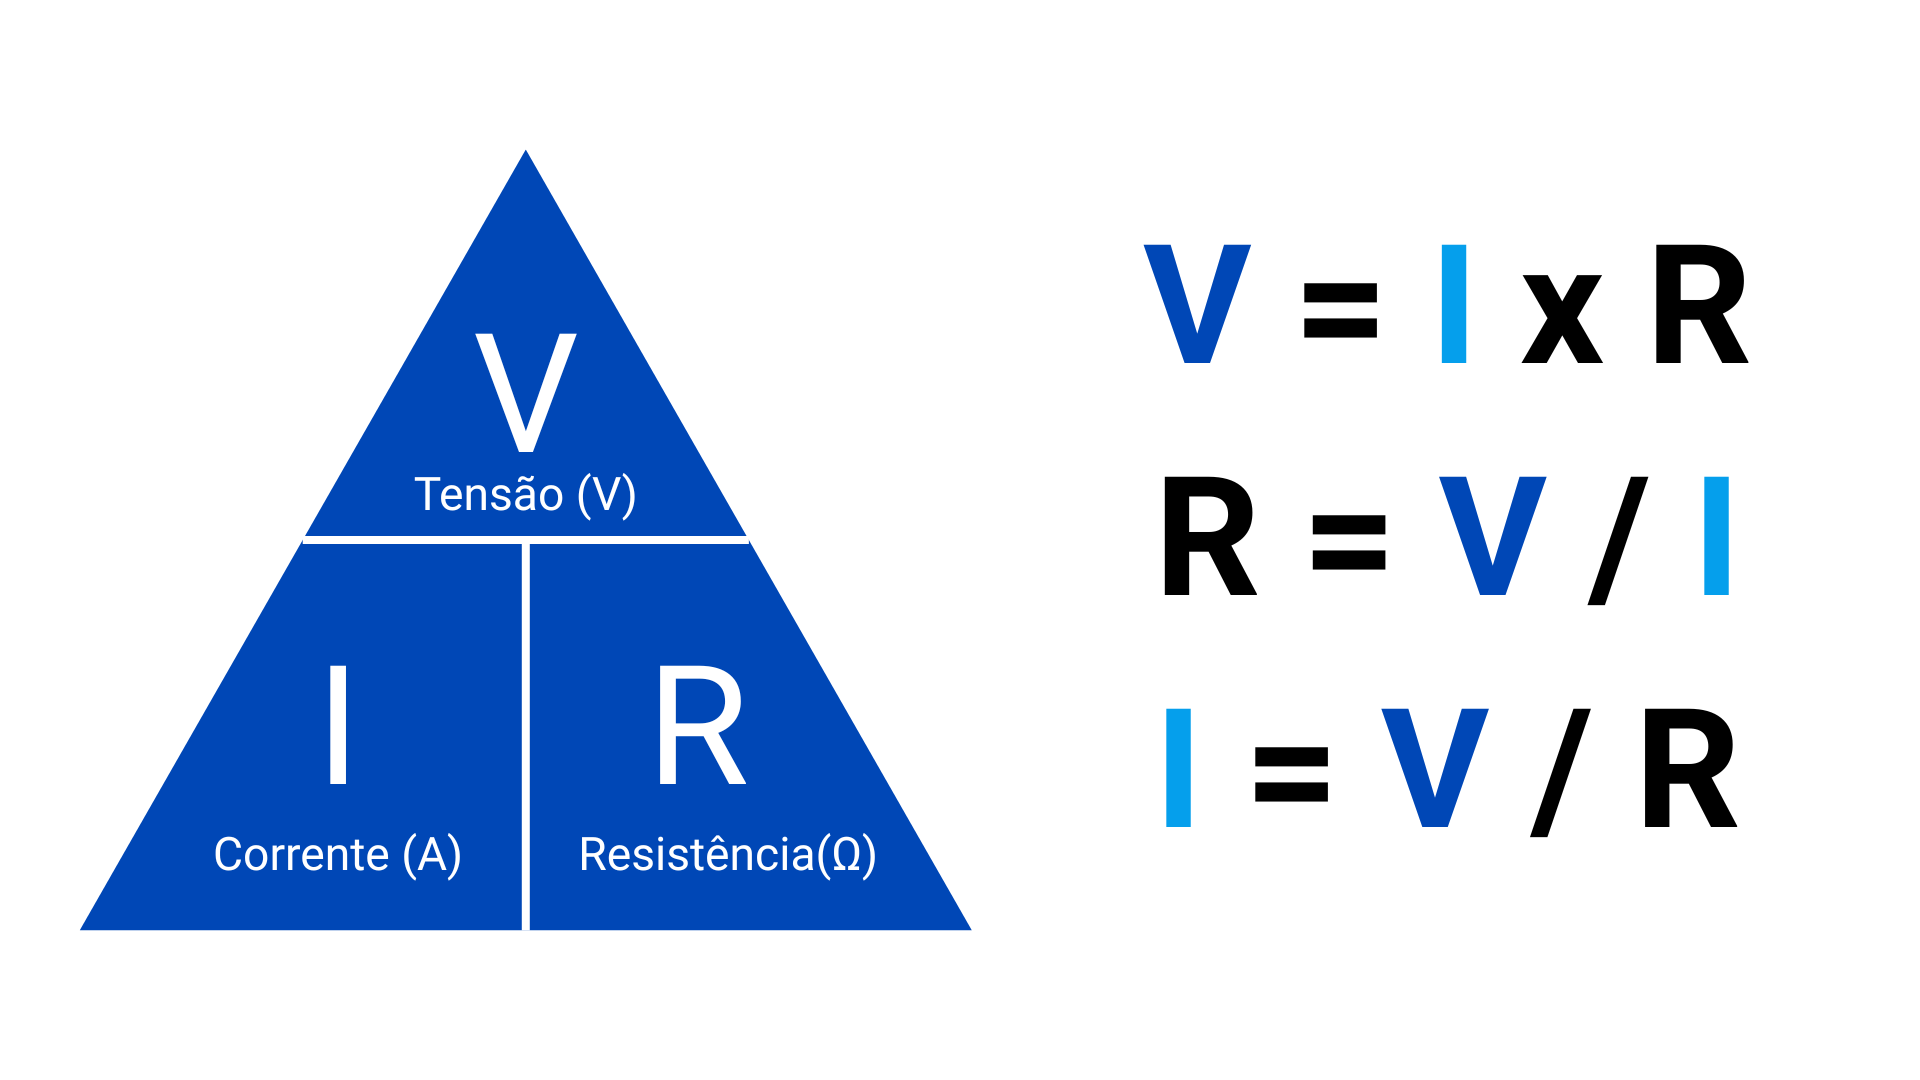 V
Tensão (V)
I
Corrente (A)
R
Resistência(Ω)
V = I x R
R = V / I
I = V / R